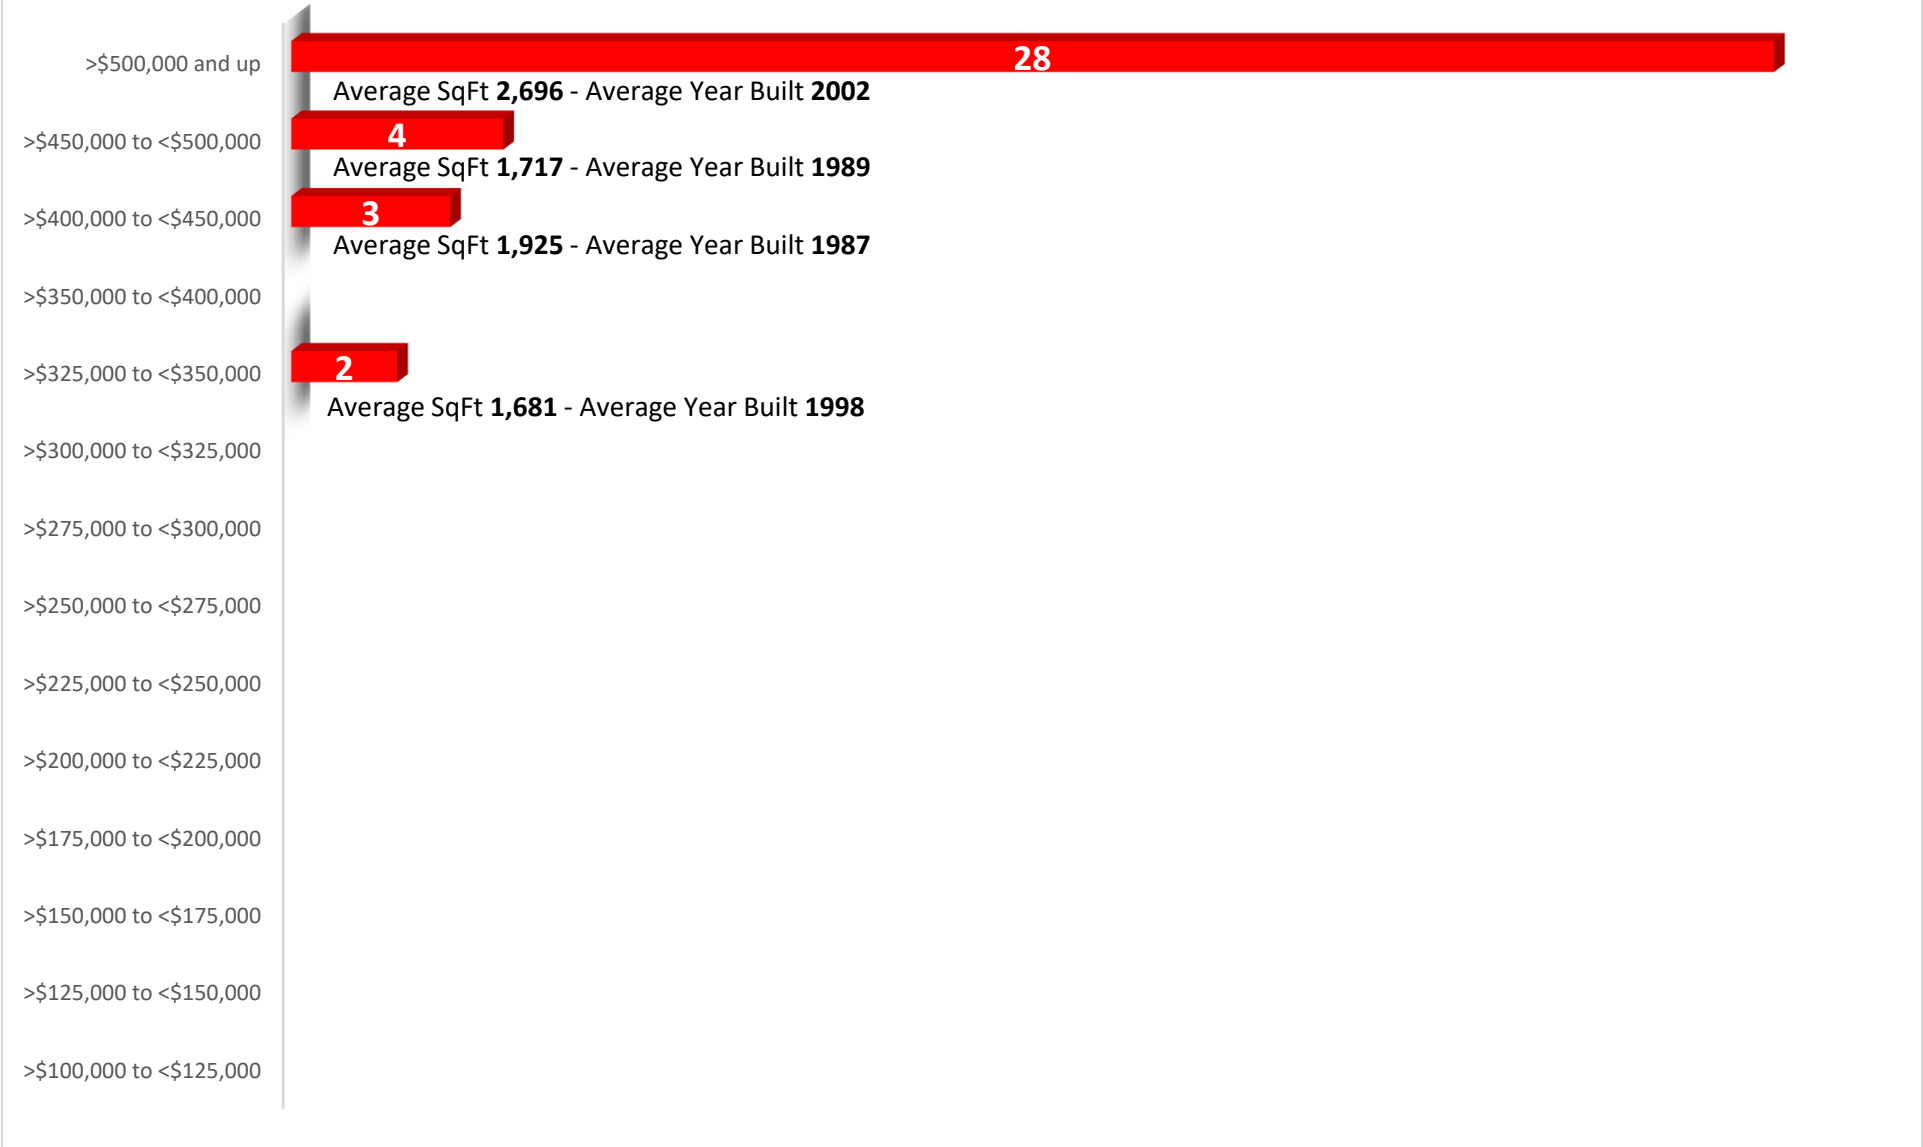 >$500,000 and up
28
Average SqFt 2,696 - Average Year Built 2002
>$450,000 to <$500,000
4
Average SqFt 1,717 - Average Year Built 1989
>$400,000 to <$450,000
3
Average SqFt 1,925 - Average Year Built 1987
>$350,000 to <$400,000
>$325,000 to <$350,000
2
Average SqFt 1,681 - Average Year Built 1998
>$300,000 to <$325,000
>$275,000 to <$300,000
>$250,000 to <$275,000
>$225,000 to <$250,000
>$200,000 to <$225,000
>$175,000 to <$200,000
>$150,000 to <$175,000
>$125,000 to <$150,000
>$100,000 to <$125,000